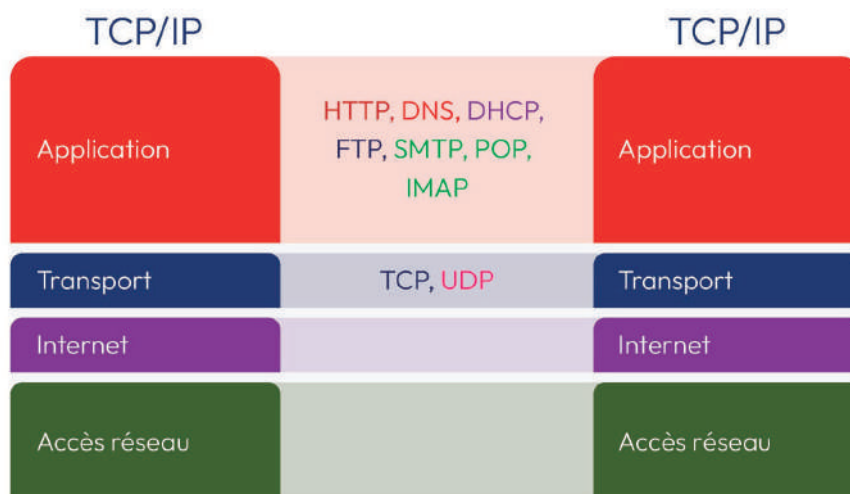 TCP/IP
TCP/IP
Application
HTTP, DNS, DHCP,
FTP, SMTP, POP,
IMAP
Application
Transport
TCP, UDP
Transport
Internet
Internet
Accès réseau
Accès réseau